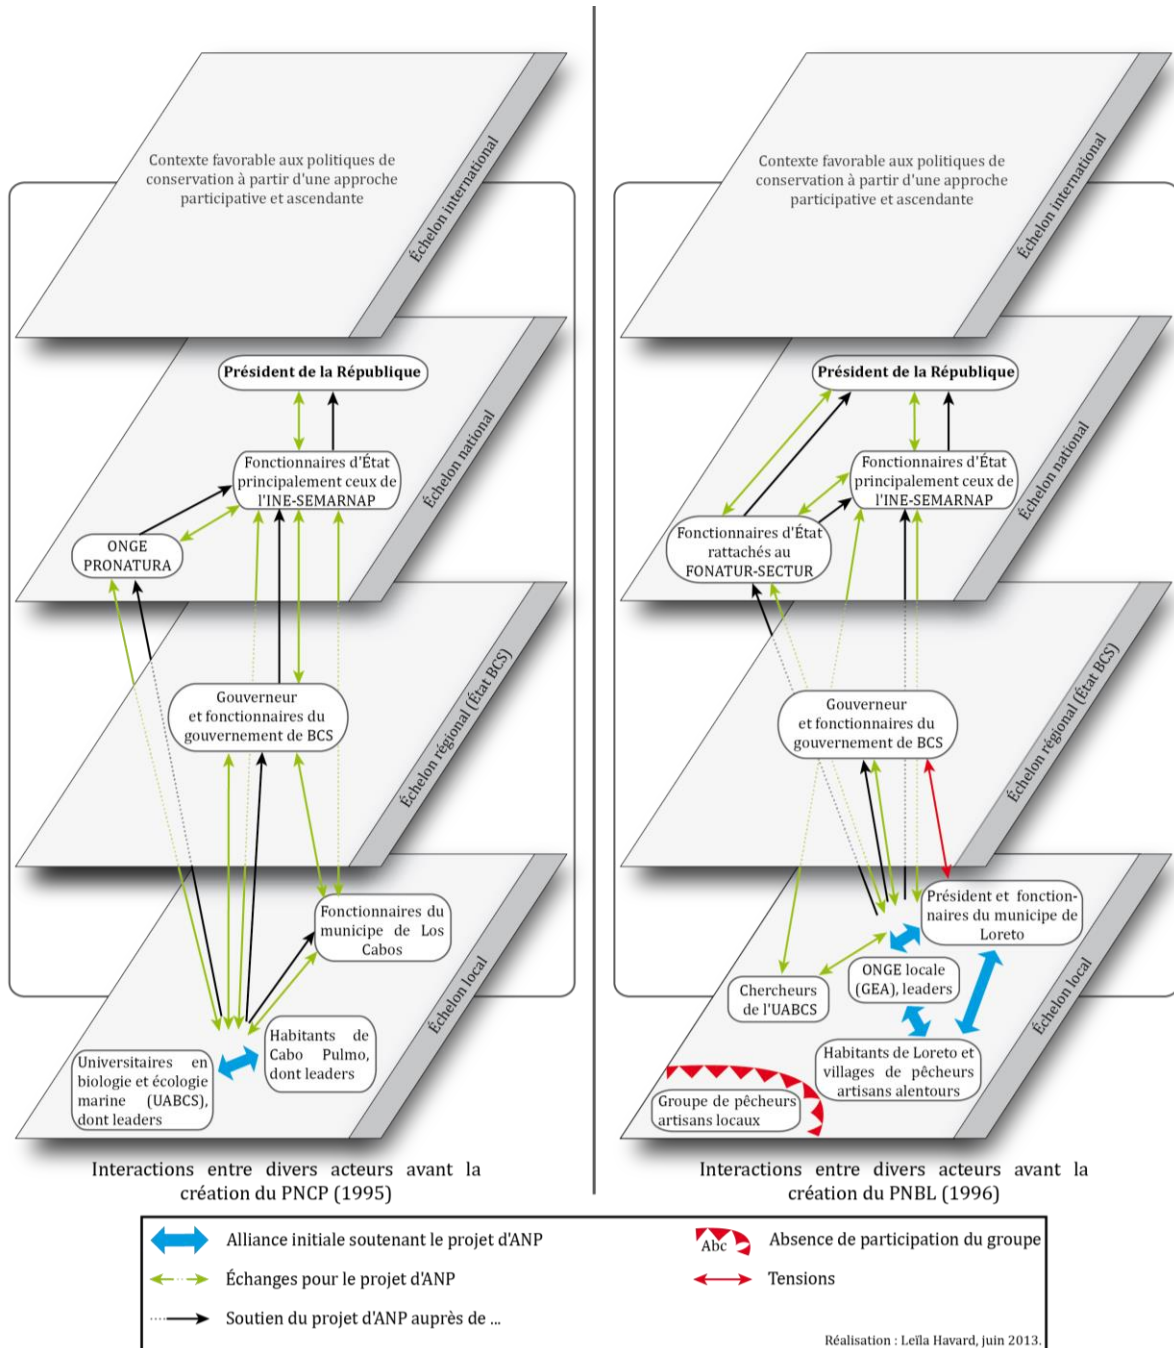 Contexte favorable aux politiques de
conservation à partir d'une approche
participative et ascendante
Échelon international
Président de la République
Fonctionnaires d'État
principalement ceux de
l'INE-SEMARNAP
ONGE
PRONATURA
Échelon national
Gouverneur
et fonctionnaires du
gouvernement de BCS
Échelon régional (État BCS)
Fonctionnaires du
municipe de Los
Cabos
Habitants de
Cabo Pulmo,
dont leaders
Universitaires en
biologie et écologie
marine (UABCS),
dont leaders
Échelon local
Interactions entre divers acteurs avant la
création du PNCP (1995)
Contexte favorable aux politiques de
conservation à partir d'une approche
participative et ascendante
Échelon international
Président de la République
Fonctionnaires d'État
principalement ceux de
l'INE-SEMARNAP
Fonctionnaires d'État
rattachés au
FONATUR-SECTUR
Échelon national
Gouverneur
et fonctionnaires du
gouvernement de BCS
Échelon régional (État BCS)
Président et fonction-
naires du municipe de
Loreto
ONGE locale
(GEA), leaders
Chercheurs
de l'UABCS
Habitants de Loreto et
villages de pêcheurs
artisans alentours
Groupe de pêcheurs
artisans locaux
Échelon local
Interactions entre divers acteurs avant la
création du PNBL (1996)
Alliance initiale soutenant le projet d'ANP
Échanges pour le projet d'ANP
Soutien du projet d'ANP auprès de ...
Abc
Absence de participation du groupe
Tensions
Réalisation : Leïla Havard, juin 2013.